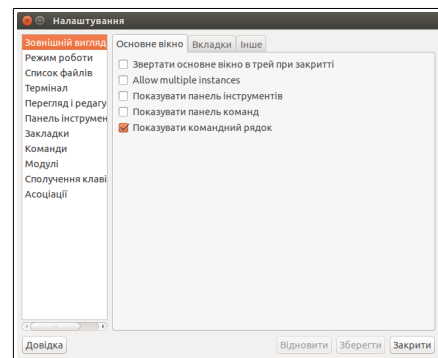 Налаштування
Зовнішній вигляд
Режим роботи
Список файлів
Термінал
Перегляд і редагу
Панель інструмен
Закладки
Команди
Модулі
Сполучення клаві
Асоціації
Основне вікно Вкладки Інше
Звертати основне вікно в трей при закритті
Allow multiple instances
Показувати панель інструментів
Показувати панель команд
Показувати командний рядок
Довідка
Відновити Зберегти Закрити